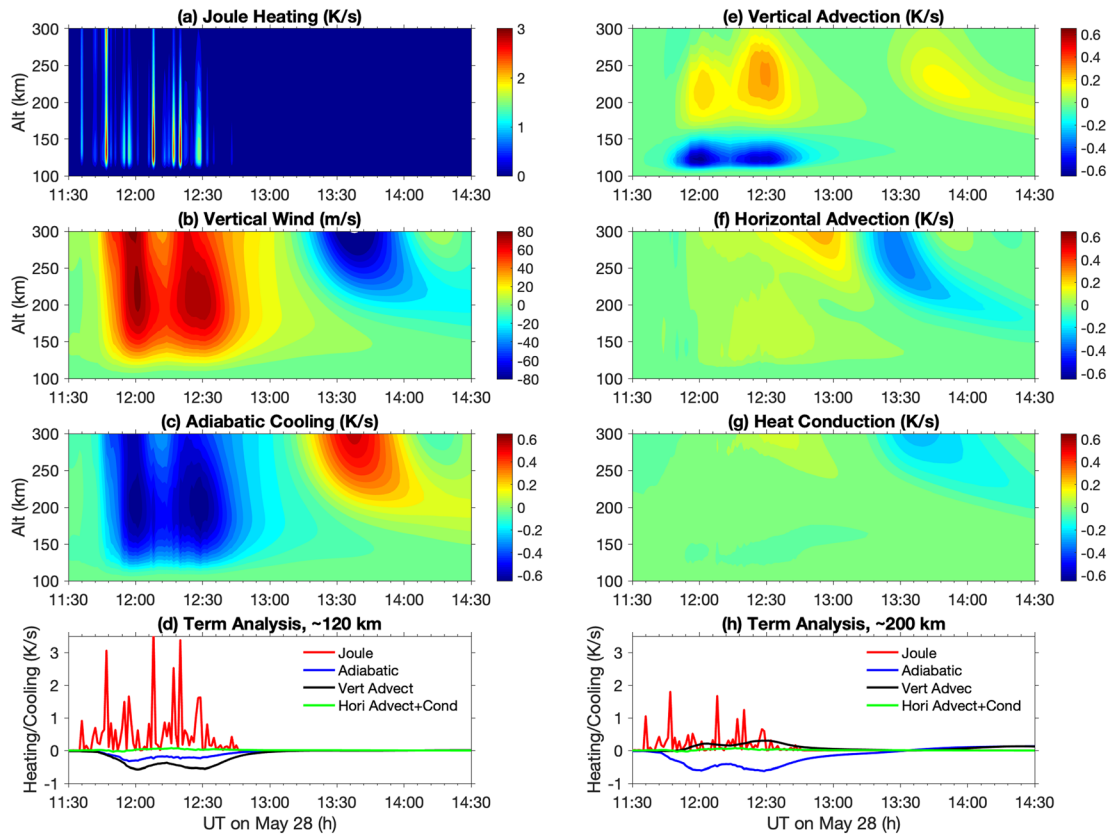 (a) Joule Heating (K/s)
Alt (km)
300
250
200
150
100
11:30 12:00 12:30 13:00 13:30 14:00 14:30
3
2
1
0
(b) Vertical Wind (m/s)
Alt (km)
300
250
200
150
100
11:30 12:00 12:30 13:00 13:30 14:00 14:30
80
60
40
20
0
-20
-40
-60
-80
(c) Adiabatic Cooling (K/s)
Alt (km)
300
250
200
150
100
11:30 12:00 12:30 13:00 13:30 14:00 14:30
0.6
0.4
0.2
0
-0.2
-0.4
-0.6
(d) Term Analysis, ~120 km
Heating/Cooling (K/s)
3
2
1
0
-1
Joule
Adiabatic
Vert Advect
Hori Advect+Cond
11:30 12:00 12:30 13:00 13:30 14:00 14:30
UT on May 28 (h)
(e) Vertical Advection (K/s)
300
250
200
150
100
11:30 12:00 12:30 13:00 13:30 14:00 14:30
0.6
0.4
0.2
0
-0.2
-0.4
-0.6
(f) Horizontal Advection (K/s)
300
250
200
150
100
11:30 12:00 12:30 13:00 13:30 14:00 14:30
0.6
0.4
0.2
0
-0.2
-0.4
-0.6
(g) Heat Conduction (K/s)
300
250
200
150
100
11:30 12:00 12:30 13:00 13:30 14:00 14:30
0.6
0.4
0.2
0
-0.2
-0.4
-0.6
(h) Term Analysis, ~200 km
Heating/Cooling (K/s)
3
2
1
0
-1
Joule
Adiabatic
Vert Advec
Hori Advect+Cond
11:30 12:00 12:30 13:00 13:30 14:00 14:30
UT on May 28 (h)